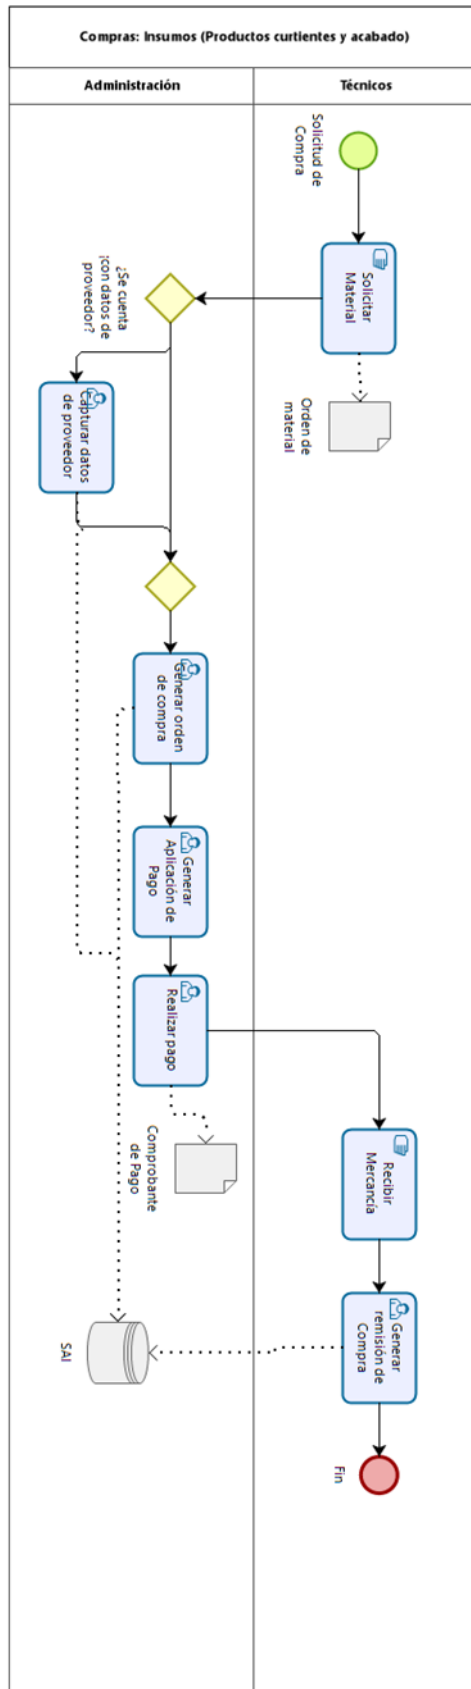 Compras: Insumos (Productos curtientes y acabado)
Administración
Técnicos
Solicitud de
Compra
Solicitar
Material
¿Se cuenta
¡con datos de
proveedor?
Orden de
material
Capturar datos
de proveedor
Generar orden
de compra
Generar
Aplicación de
Pago
Realizar pago
Comprobante
de Pago
Recibir
Mercancía
Generar
remisión de
Compra
SAI
Fin